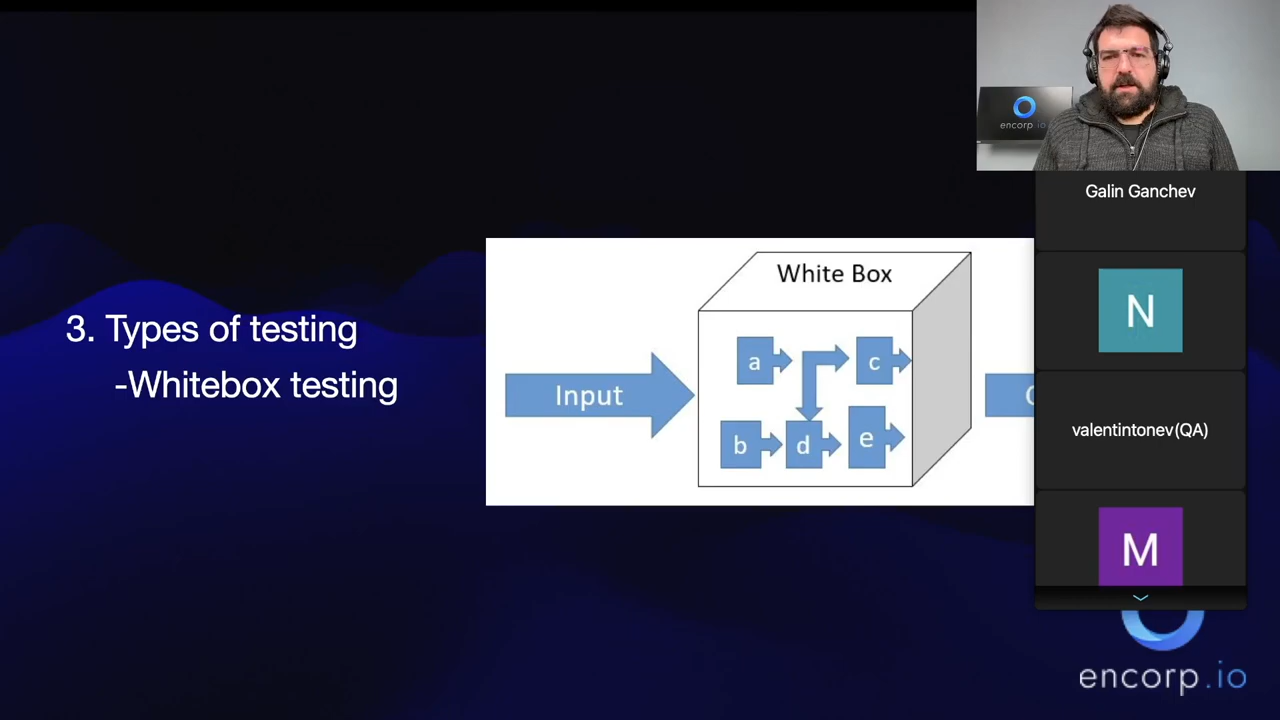 3. Types of testing
-Whitebox testing
Input
White Box
a
c
b
d
e
encorp.io
Galin Ganchev
N
valentintonev(QA)
M
encorp.io